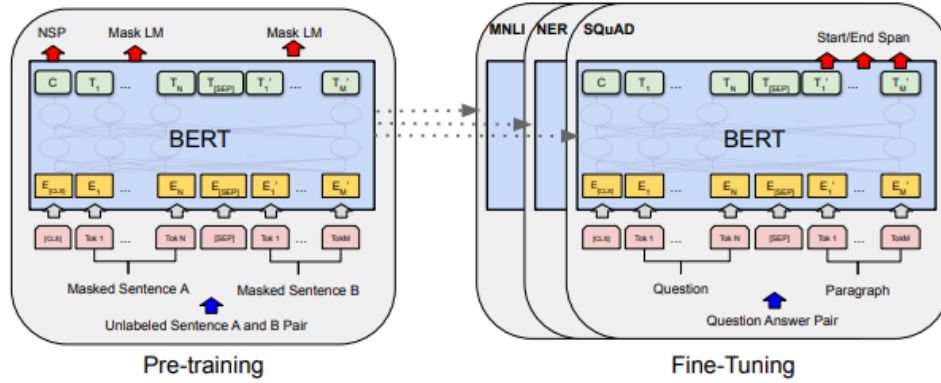 NSP Mask LM Mask LM
C T1 ... TN T[SEP] T1' ... TM'
BERT
E[CLS] E1 ... EN E[SEP] E1' ... EM'
[CLS] Tok 1 ... Tok N [SEP] Tok 1 ... TokM
Masked Sentence A Masked Sentence B
Unlabeled Sentence A and B Pair
Pre-training
MNLI NER SQuAD
Start/End Span
C T1 ... TN T[SEP] T1' ... TM'
BERT
E[CLS] E1 ... EN E[SEP] E1' ... EM'
[CLS] Tok 1 ... Tok N [SEP] Tok 1 ... TokM
Question Paragraph
Question Answer Pair
Fine-Tuning